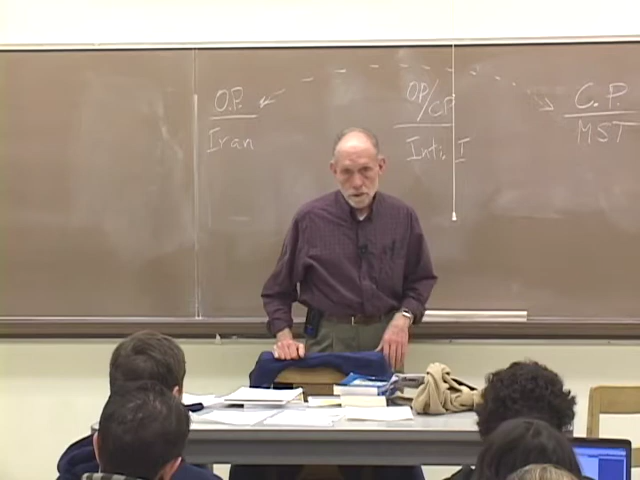 O.P.
Iran
OP/CP
Inti. I
C.P.
MST